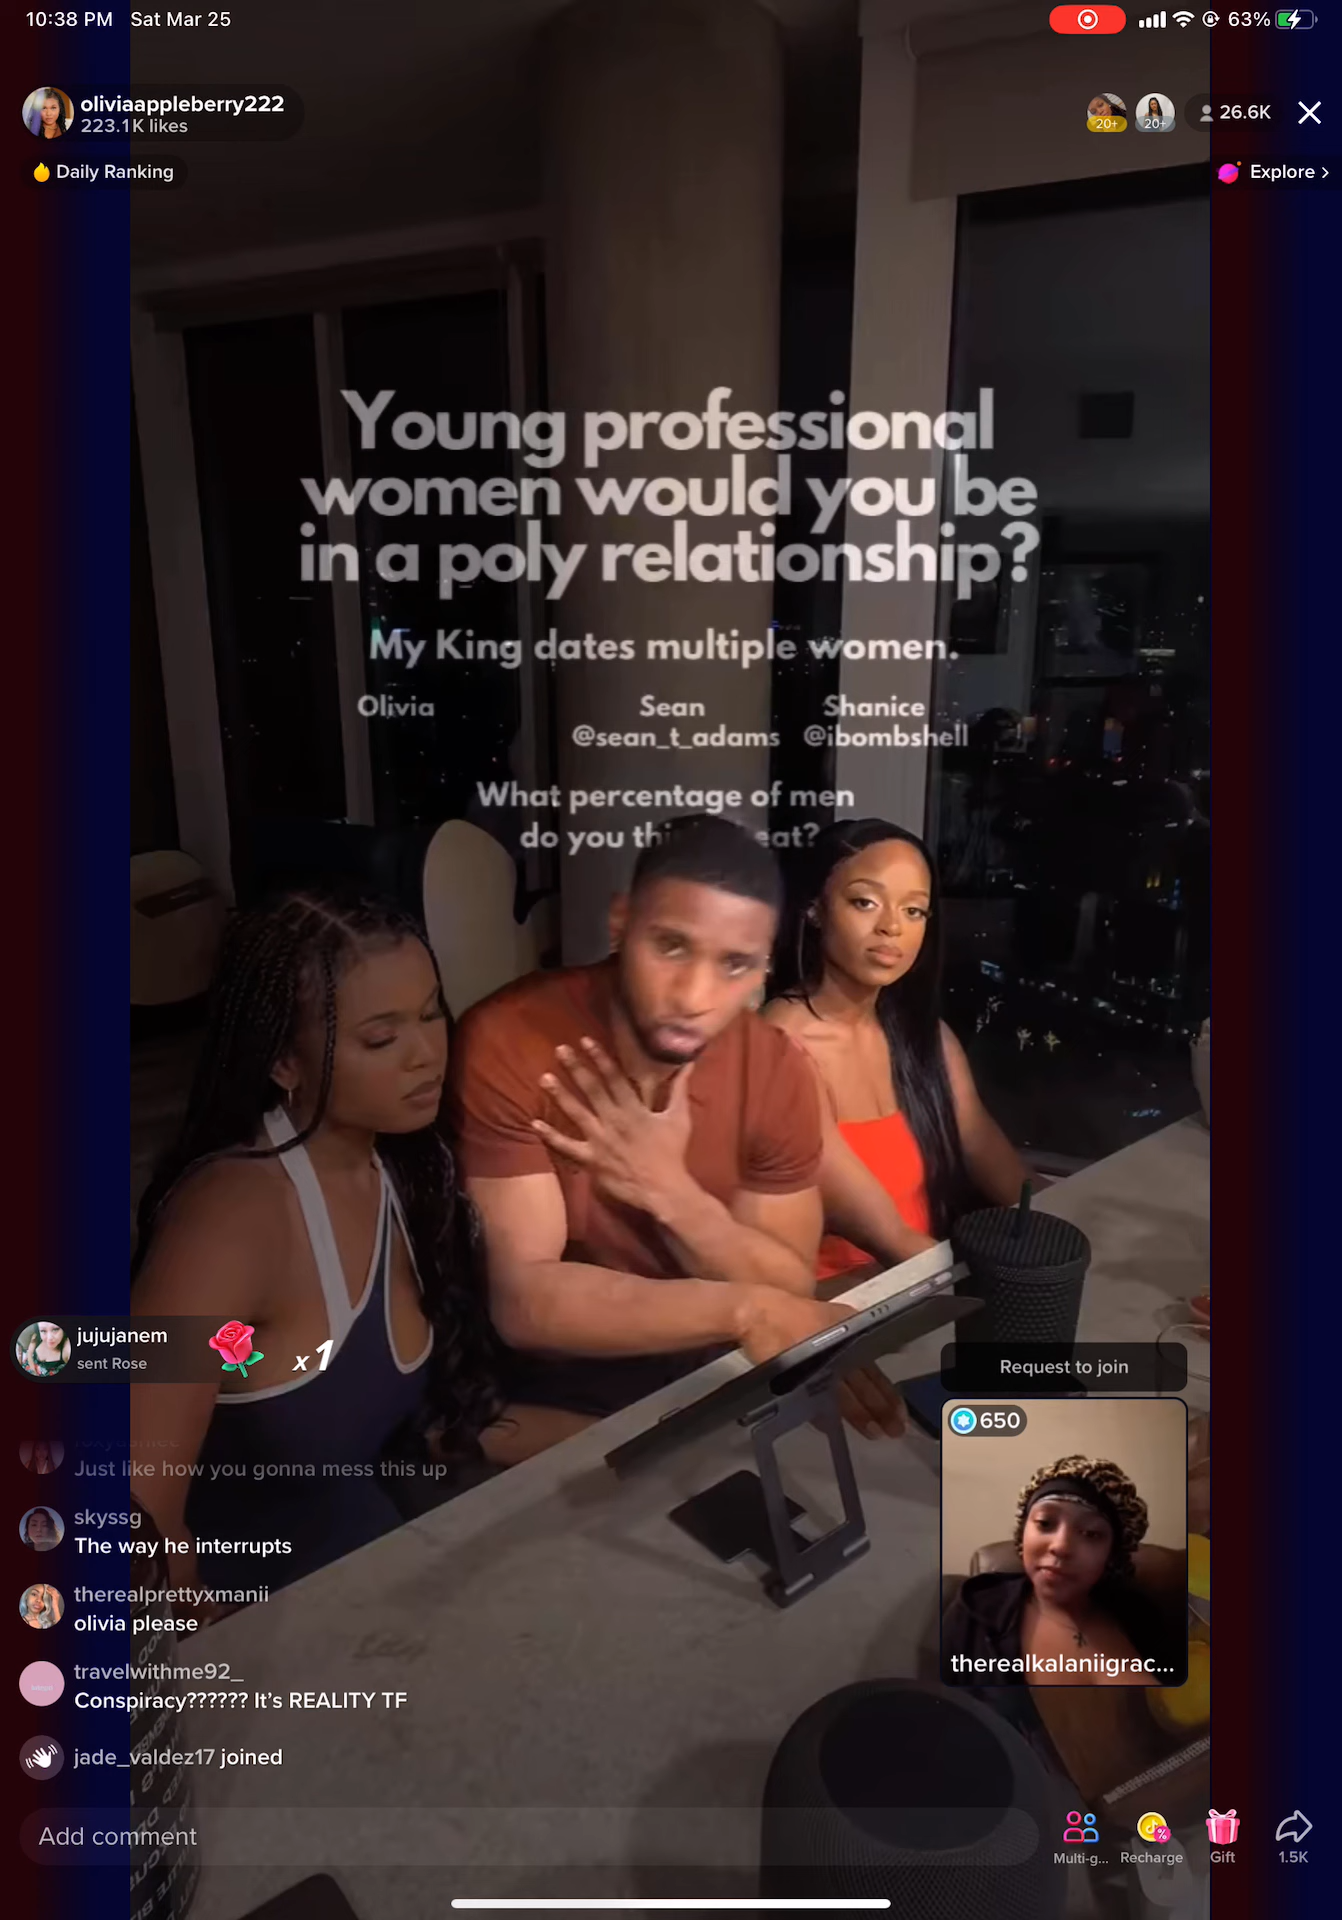 10:38 PM Sat Mar 25
63%
oliviaappleberry222
223.1K likes
20+
20+
26.6K
Daily Ranking
Explore >
Young professional
women would you be
in a poly relationship?
My King dates multiple women.
Olivia Sean Shanice
@sean_t_adams @ibombshell
What percentage of men
do you eat?
jujujanem
sent Rose
x1
Request to join
650
Just like how you gonna mess this up
skyssg
The way he interrupts
therealprettyxmanii
olivia please
therealkalaniigrac...
travelwithme92_
Conspiracy?????? It's REALITY TF
jade_valdez17 joined
Add comment
Multi-g...
Recharge
Gift
1.5K